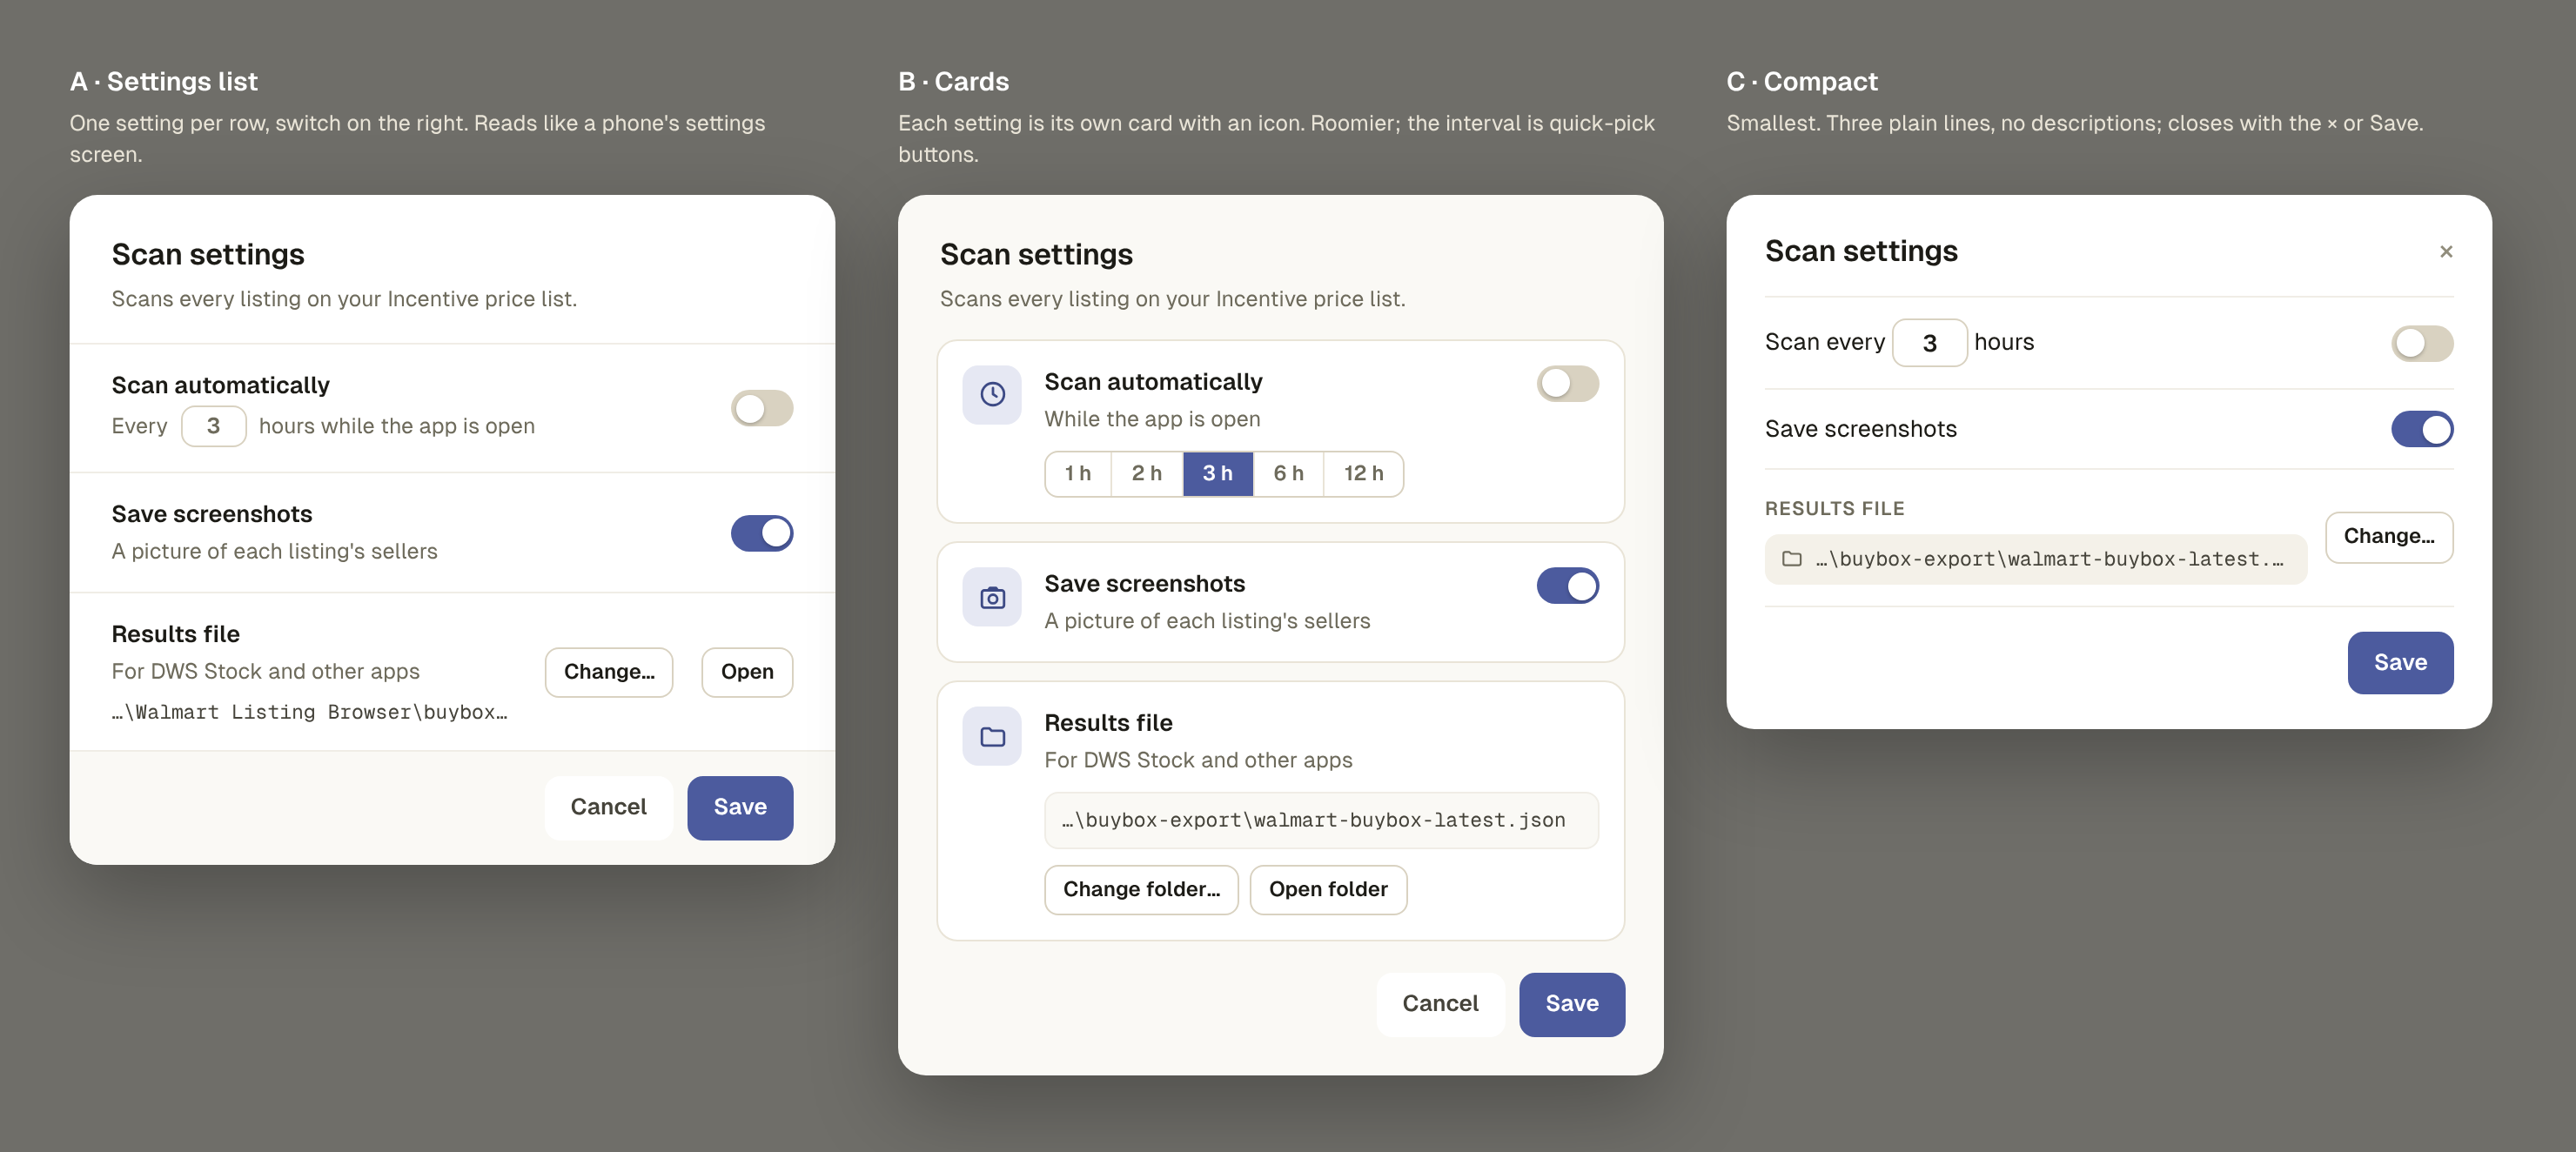 A · Settings list
One setting per row, switch on the right. Reads like a phone's settings
screen.
Scan settings
Scans every listing on your Incentive price list.
Scan automatically
Every 3 hours while the app is open
Save screenshots
A picture of each listing's sellers
Results file
For DWS Stock and other apps
…\Walmart Listing Browser\buybox…
Change…
Open
Cancel
Save
B · Cards
Each setting is its own card with an icon. Roomier; the interval is quick-pick
buttons.
Scan settings
Scans every listing on your Incentive price list.
Scan automatically
While the app is open
1 h 2 h 3 h 6 h 12 h
Save screenshots
A picture of each listing's sellers
Results file
For DWS Stock and other apps
…\buybox-export\walmart-buybox-latest.json
Change folder…
Open folder
Cancel
Save
C · Compact
Smallest. Three plain lines, no descriptions; closes with the × or Save.
Scan settings
×
Scan every 3 hours
Save screenshots
RESULTS FILE
…\buybox-export\walmart-buybox-latest.…
Change…
Save